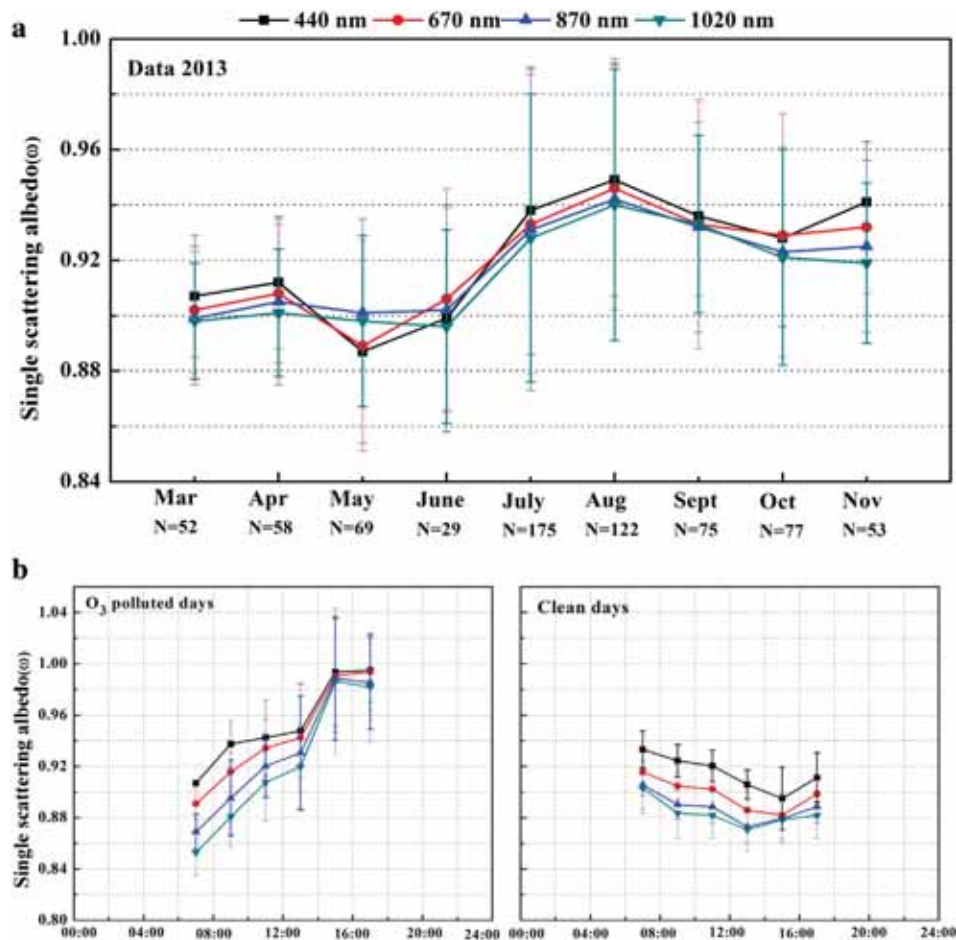 440 nm 670 nm 870 nm 1020 nm
a
1.00
Data 2013
0.96
0.92
0.88
0.84
Single scattering albedo(ω)
Mar Apr May June July Aug Sept Oct Nov
N=52 N=58 N=69 N=29 N=175 N=122 N=75 N=77 N=53
b
O3 polluted days Clean days
1.04
1.00
0.96
0.92
0.88
0.84
0.80
Single scattering albedo(ω)
00:00 04:00 08:00 12:00 16:00 20:00 24:00 00:00 04:00 08:00 12:00 16:00 20:00 24:00